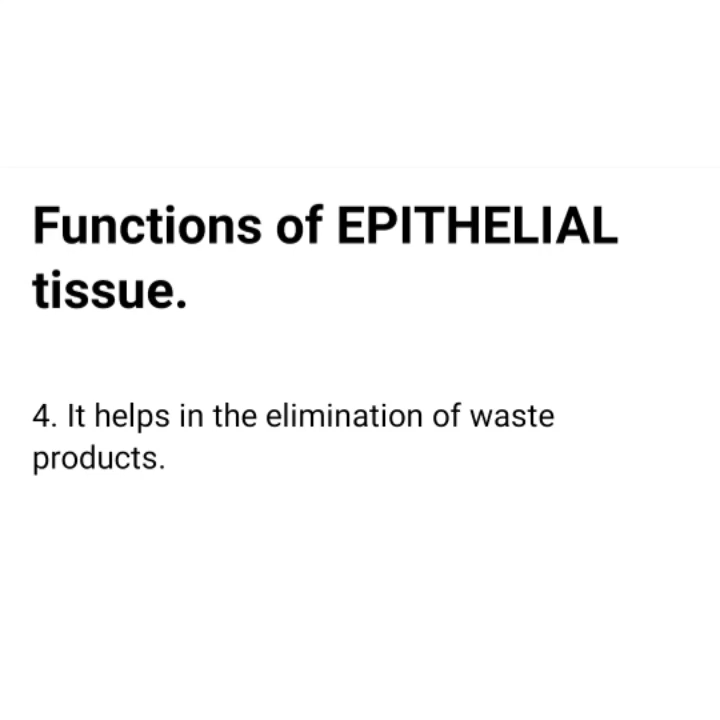 Functions of EPITHELIAL
tissue.
4. It helps in the elimination of waste
products.